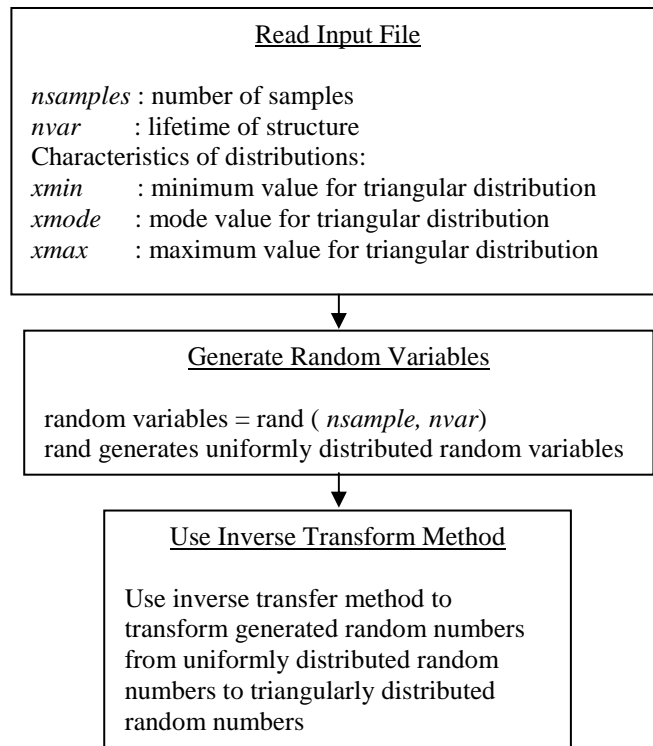 Read Input File
nsamples : number of samples
nvar : lifetime of structure
Characteristics of distributions:
xmin : minimum value for triangular distribution
xmode : mode value for triangular distribution
xmax : maximum value for triangular distribution
Generate Random Variables
random variables = rand ( nsample, nvar)
rand generates uniformly distributed random variables
Use Inverse Transform Method
Use inverse transfer method to
transform generated random numbers
from uniformly distributed random
numbers to triangularly distributed
random numbers